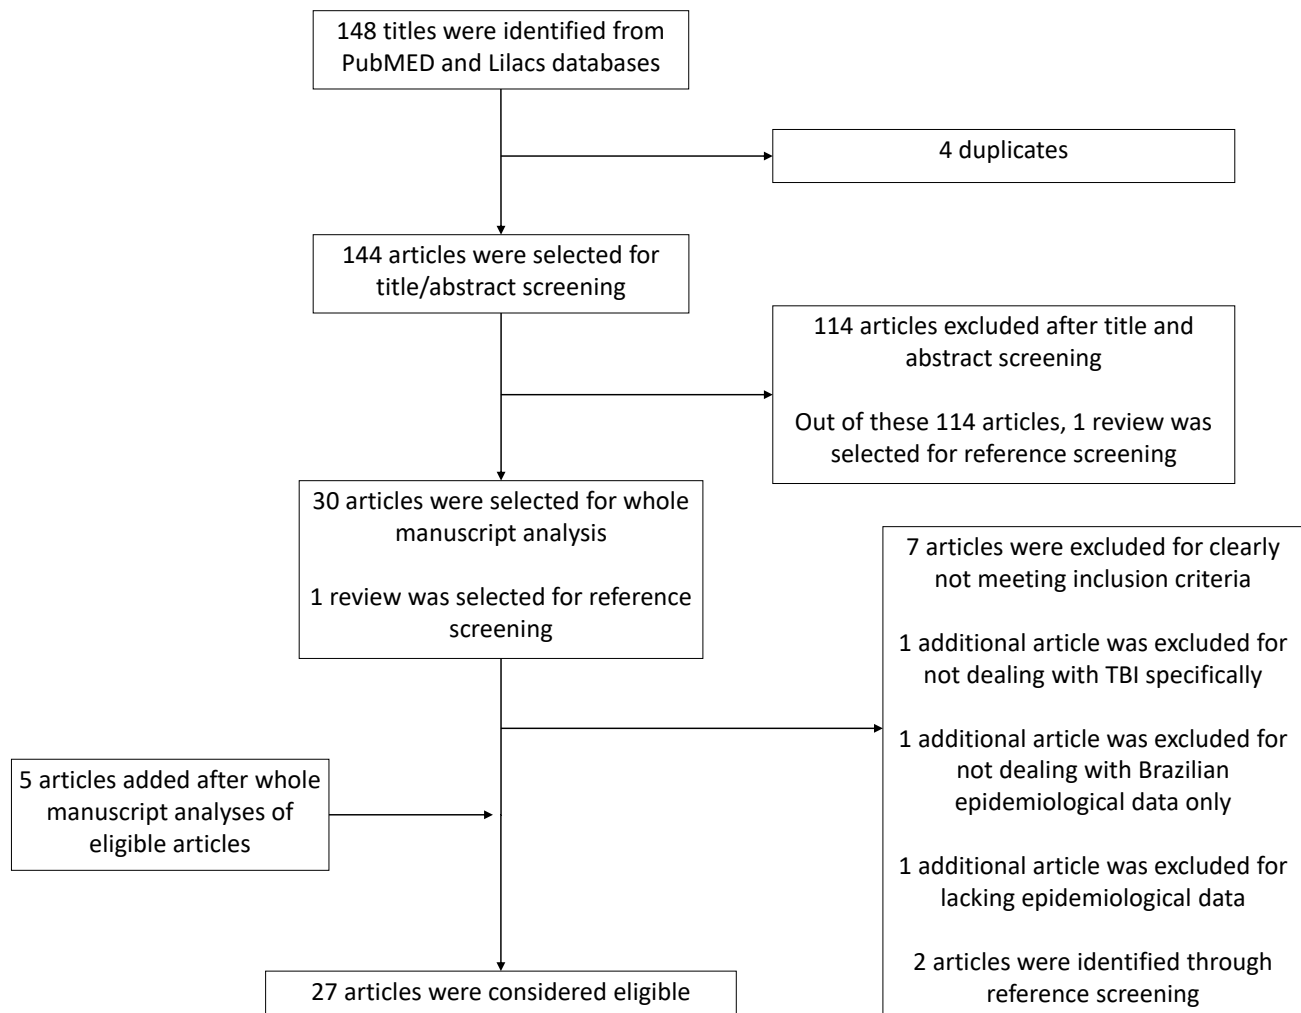 148 titles were identified from
PubMED and Lilacs databases
4 duplicates
144 articles were selected for
title/abstract screening
114 articles excluded after title and
abstract screening
Out of these 114 articles, 1 review was
selected for reference screening
30 articles were selected for whole
manuscript analysis
1 review was selected for reference
screening
7 articles were excluded for clearly
not meeting inclusion criteria
1 additional article was excluded for
not dealing with TBI specifically
1 additional article was excluded for
not dealing with Brazilian
epidemiological data only
1 additional article was excluded for
lacking epidemiological data
2 articles were identified through
reference screening
5 articles added after whole
manuscript analyses of
eligible articles
27 articles were considered eligible